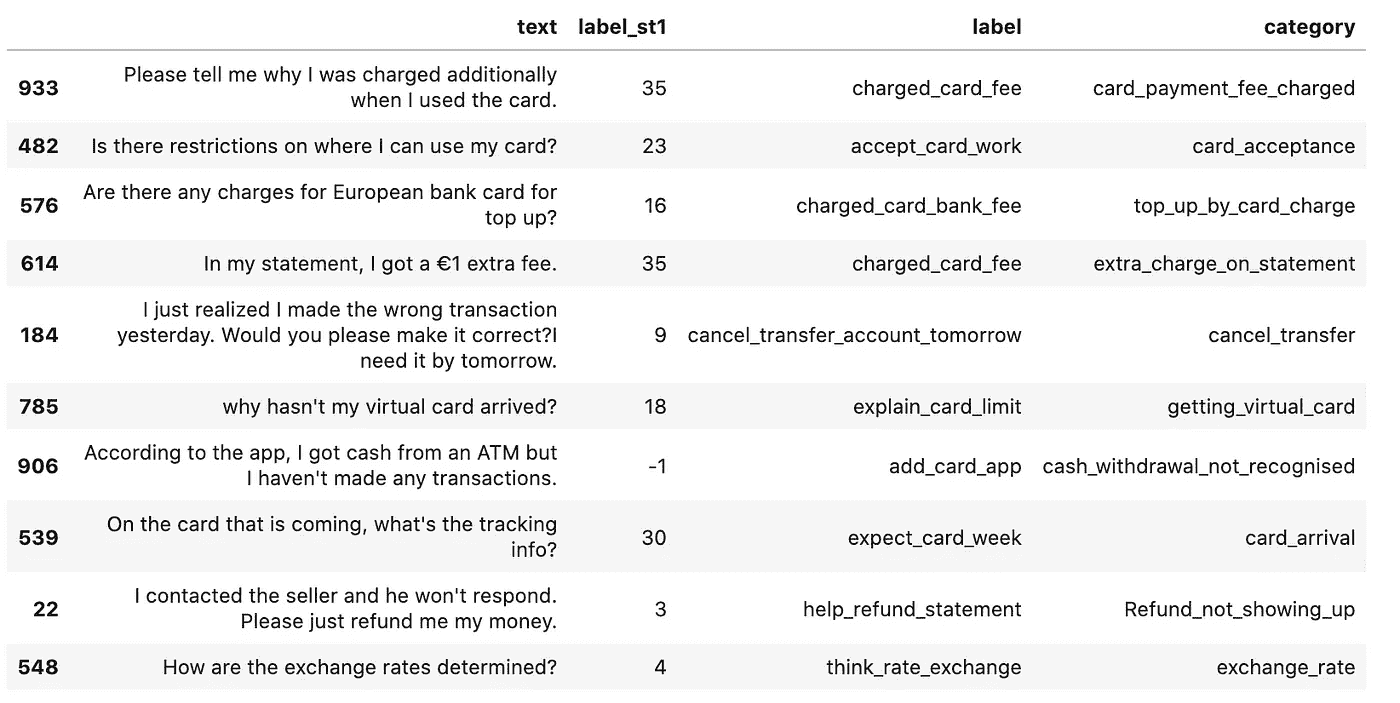 text label_st1 label category
Please tell me why I was charged additionally
933 when I used the card. 35 charged_card_fee card_payment_fee_charged
482 Is there restrictions on where I can use my card? 23 accept_card_work card_acceptance
Are there any charges for European bank card for
576 top up? 16 charged_card_bank_fee top_up_by_card_charge
614 In my statement, I got a €1 extra fee. 35 charged_card_fee extra_charge_on_statement
I just realized I made the wrong transaction
184 yesterday. Would you please make it correct?I 9 cancel_transfer_account_tomorrow cancel_transfer
need it by tomorrow.
785 why hasn't my virtual card arrived? 18 explain_card_limit getting_virtual_card
According to the app, I got cash from an ATM but
906 I haven't made any transactions. -1 add_card_app cash_withdrawal_not_recognised
On the card that is coming, what's the tracking
539 info? 30 expect_card_week card_arrival
I contacted the seller and he won't respond.
22 Please just refund me my money. 3 help_refund_statement Refund_not_showing_up
548 How are the exchange rates determined? 4 think_rate_exchange exchange_rate